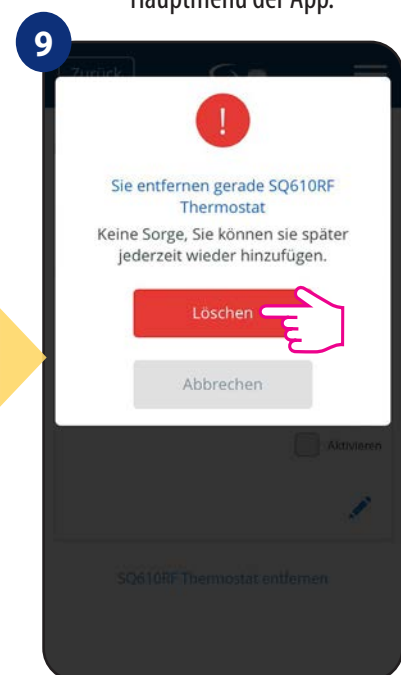 Hauptmenü der App.
9
Zurück
!
Sie entfernen gerade SQ610RF
Thermostat
Keine Sorge, Sie können sie später
jederzeit wieder hinzufügen.
Löschen
Abbrechen
Aktivieren
SQ610RF Thermostat entfernen